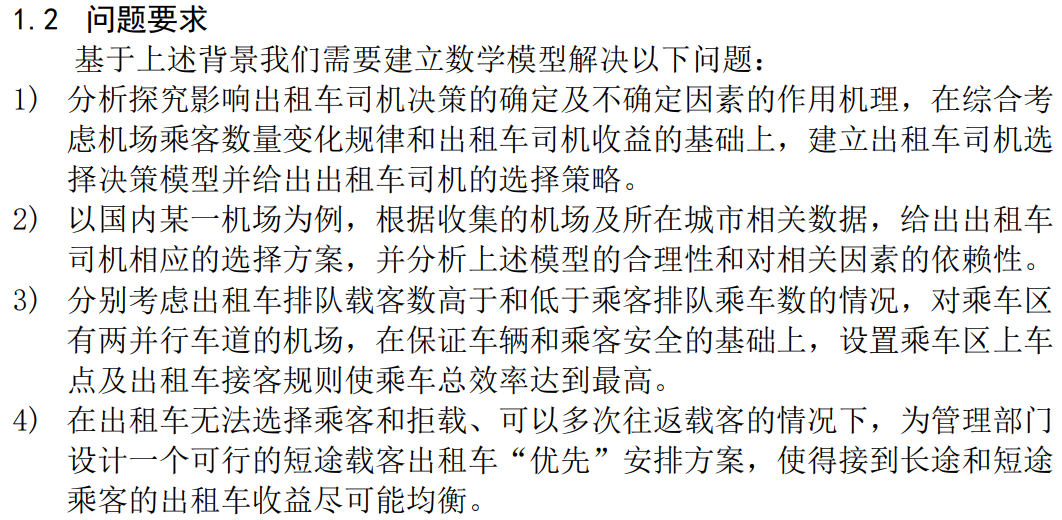 1.2 问题要求
基于上述背景我们需要建立数学模型解决以下问题：
1) 分析探究影响出租车司机决策的确定及不确定因素的作用机理，在综合考
虑机场乘客数量变化规律和出租车司机收益的基础上，建立出租车司机选
择决策模型并给出出租车司机的选择策略。
2) 以国内某一机场为例，根据收集的机场及所在城市相关数据，给出出租车
司机相应的选择方案，并分析上述模型的合理性和对相关因素的依赖性。
3) 分别考虑出租车排队载客数高于和低于乘客排队乘车数的情况，对乘车区
有两并行车道的机场，在保证车辆和乘客安全的基础上，设置乘车区上车
点及出租车接客规则使乘车总效率达到最高。
4) 在出租车无法选择乘客和拒载、可以多次往返载客的情况下，为管理部门
设计一个可行的短途载客出租车“优先”安排方案，使得接到长途和短途
乘客的出租车收益尽可能均衡。